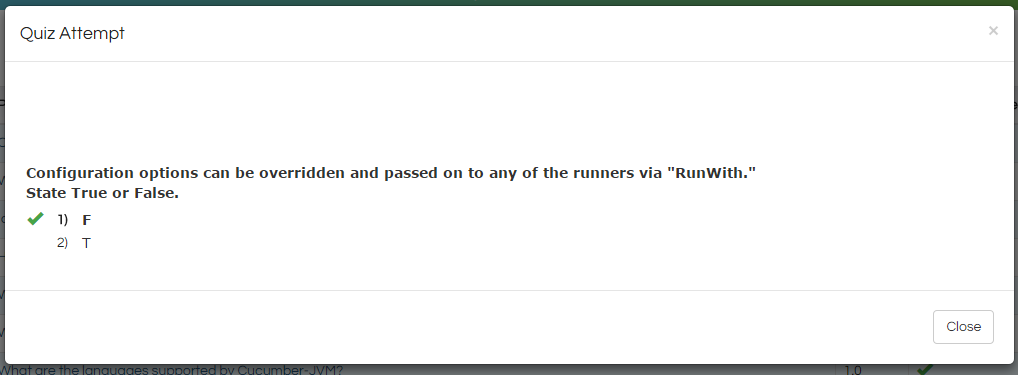 Quiz Attempt
×
Configuration options can be overridden and passed on to any of the runners via "RunWith."
State True or False.
1) F
2) T
Close
What are the languages supported by Cucumber-JVM?
1.0